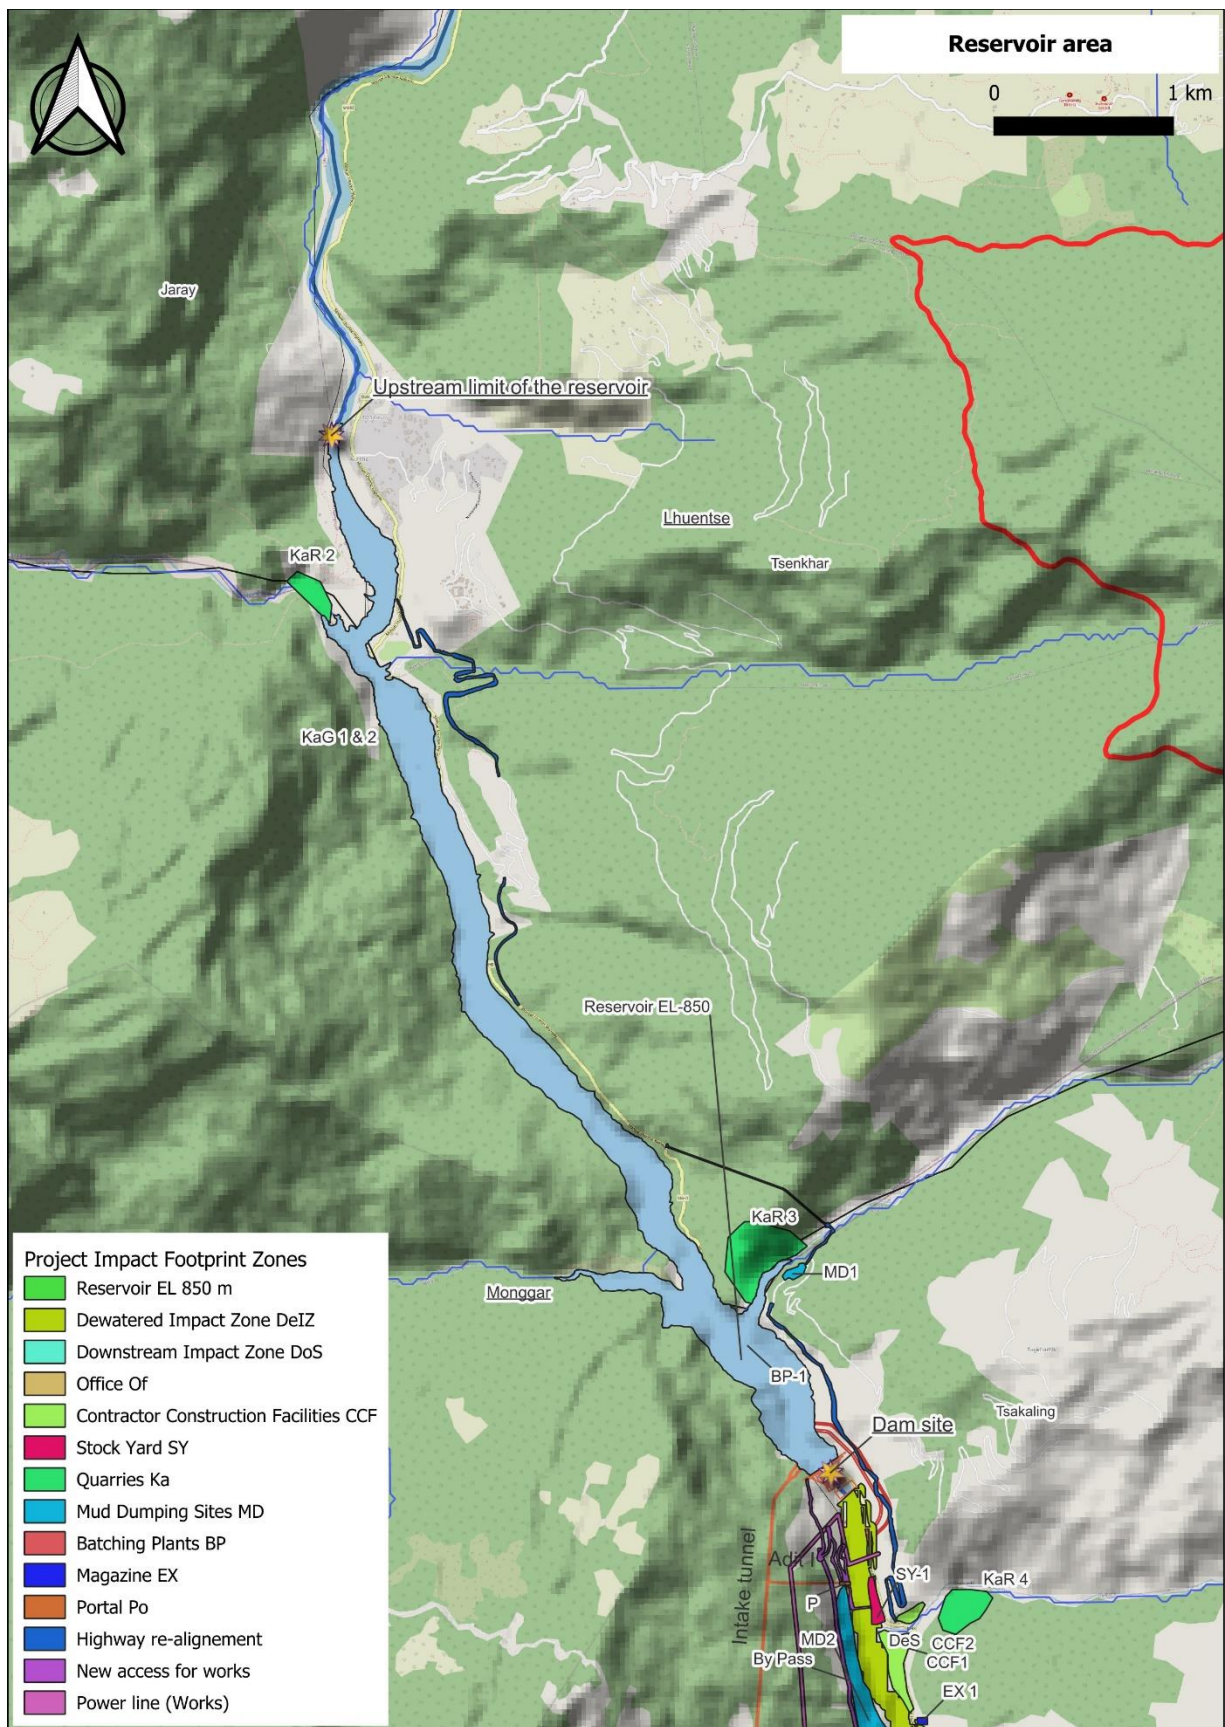 Reservoir area
0 1 km
Jaray
Upstream limit of the reservoir
Lhuentse
KaR 2
Tsenkhar
KaG 1 & 2
Reservoir EL-850
KaR 3
MD1
Monggar
BP-1
Tsakaling
Dam site
Intake tunnel
Adit I
SY-1
KaR 4
P
MD2
DeS
CCF2
By Pass
CCF1
EX 1
Project Impact Footprint Zones
Reservoir EL 850 m
Dewatered Impact Zone DeIZ
Downstream Impact Zone DoS
Office Of
Contractor Construction Facilities CCF
Stock Yard SY
Quarries Ka
Mud Dumping Sites MD
Batching Plants BP
Magazine EX
Portal Po
Highway re-alignement
New access for works
Power line (Works)